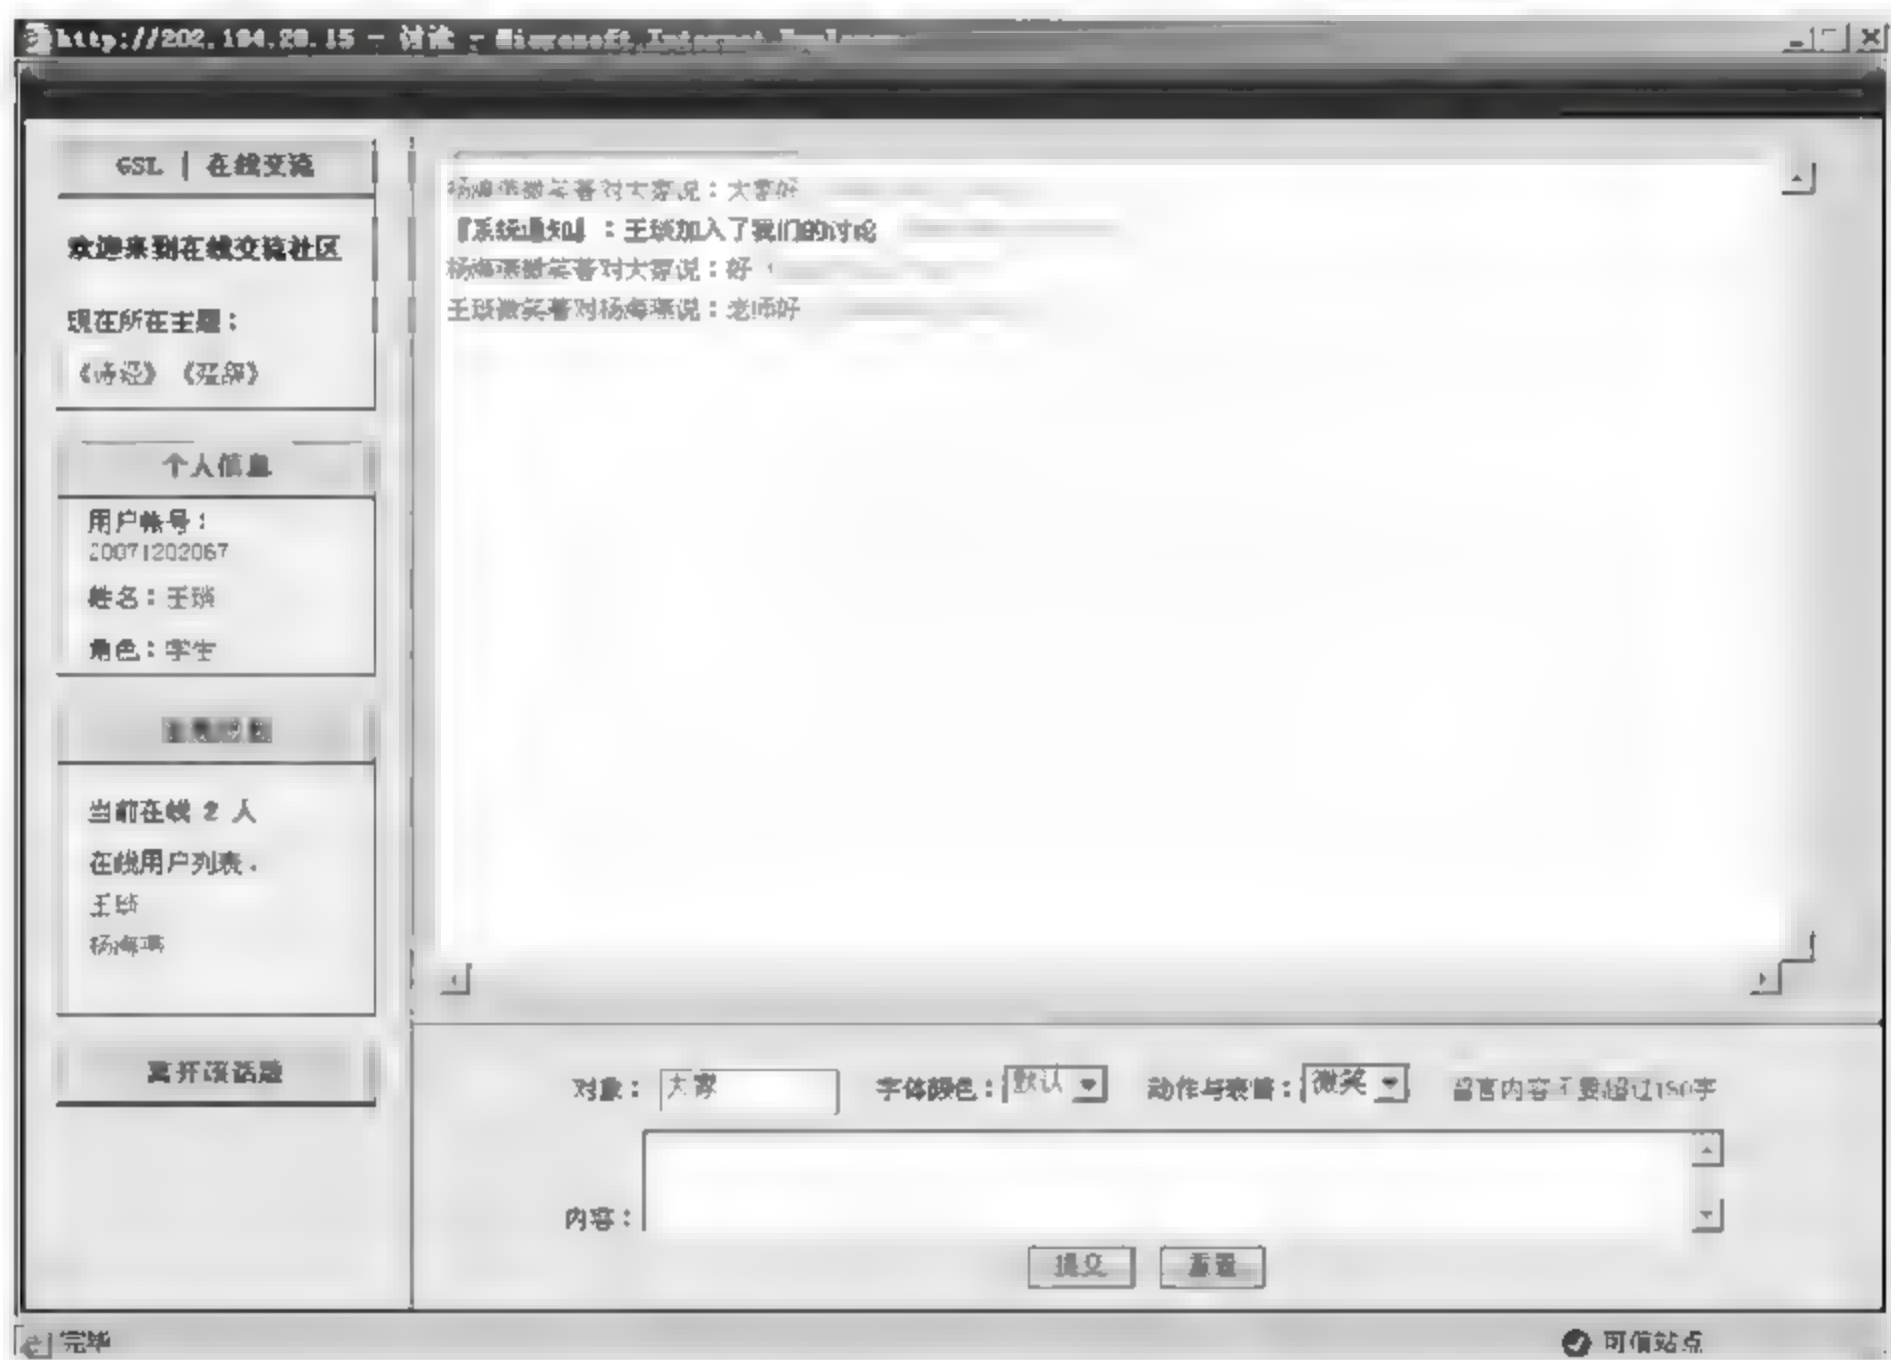 http://202.194.20.15 - 讨论 - Microsoft Internet Explorer
GSL | 在线交流
欢迎来到在线交流社区
现在所在主题：
《诗经》《楚辞》
个人信息
用户帐号：
20071202067
姓名：王琰
角色：学生
当前在线 2 人
在线用户列表：
王琰
杨海燕
离开该话题
微笑着对大家说：大家好
『系统通知』：王琰加入了我们的讨论
微笑着对大家说：好
王琰微笑着对杨海燕说：老师好
对象： 大家 字体颜色： 默认 动作与表情： 微笑 留言内容不要超过150字
内容：
提交 重置
完毕 可信站点